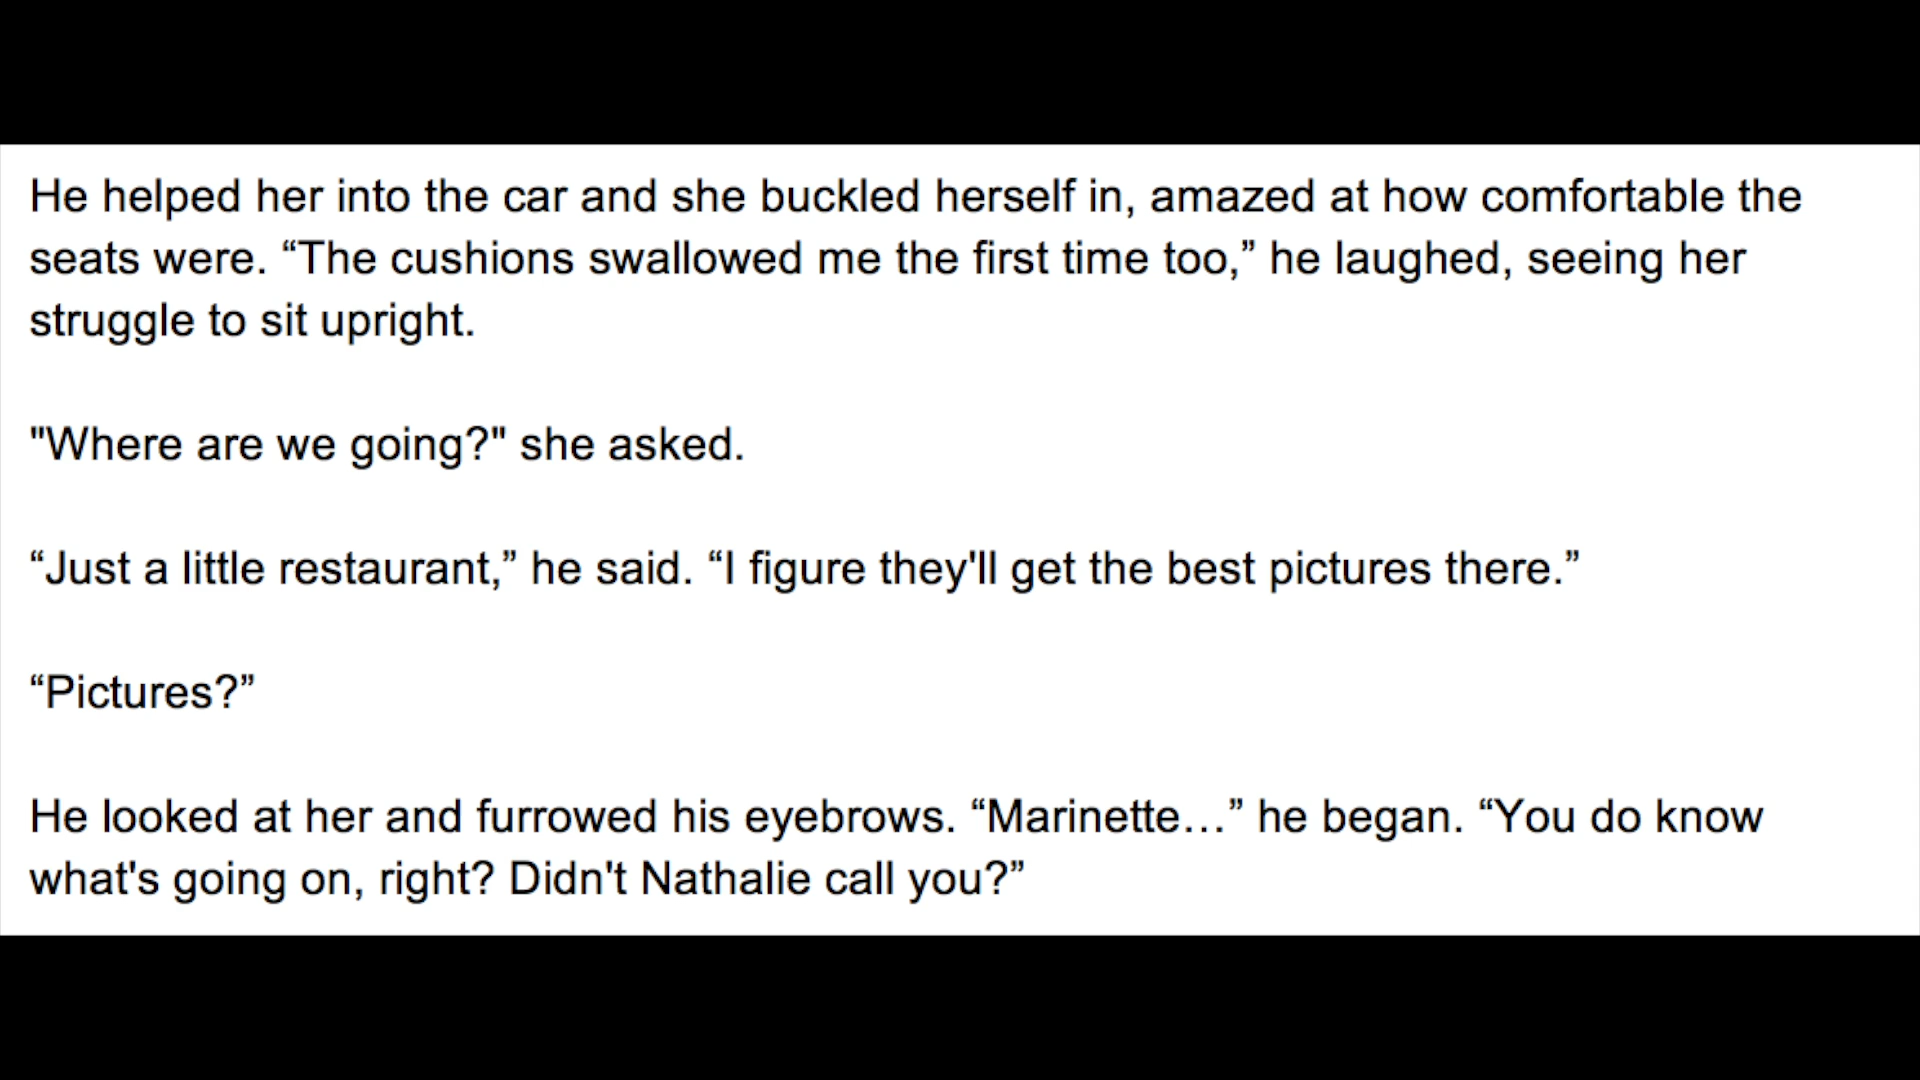 He helped her into the car and she buckled herself in, amazed at how comfortable the
seats were. “The cushions swallowed me the first time too,” he laughed, seeing her
struggle to sit upright.
"Where are we going?" she asked.
“Just a little restaurant,” he said. “I figure they'll get the best pictures there.”
“Pictures?”
He looked at her and furrowed his eyebrows. “Marinette…” he began. “You do know
what's going on, right? Didn't Nathalie call you?”